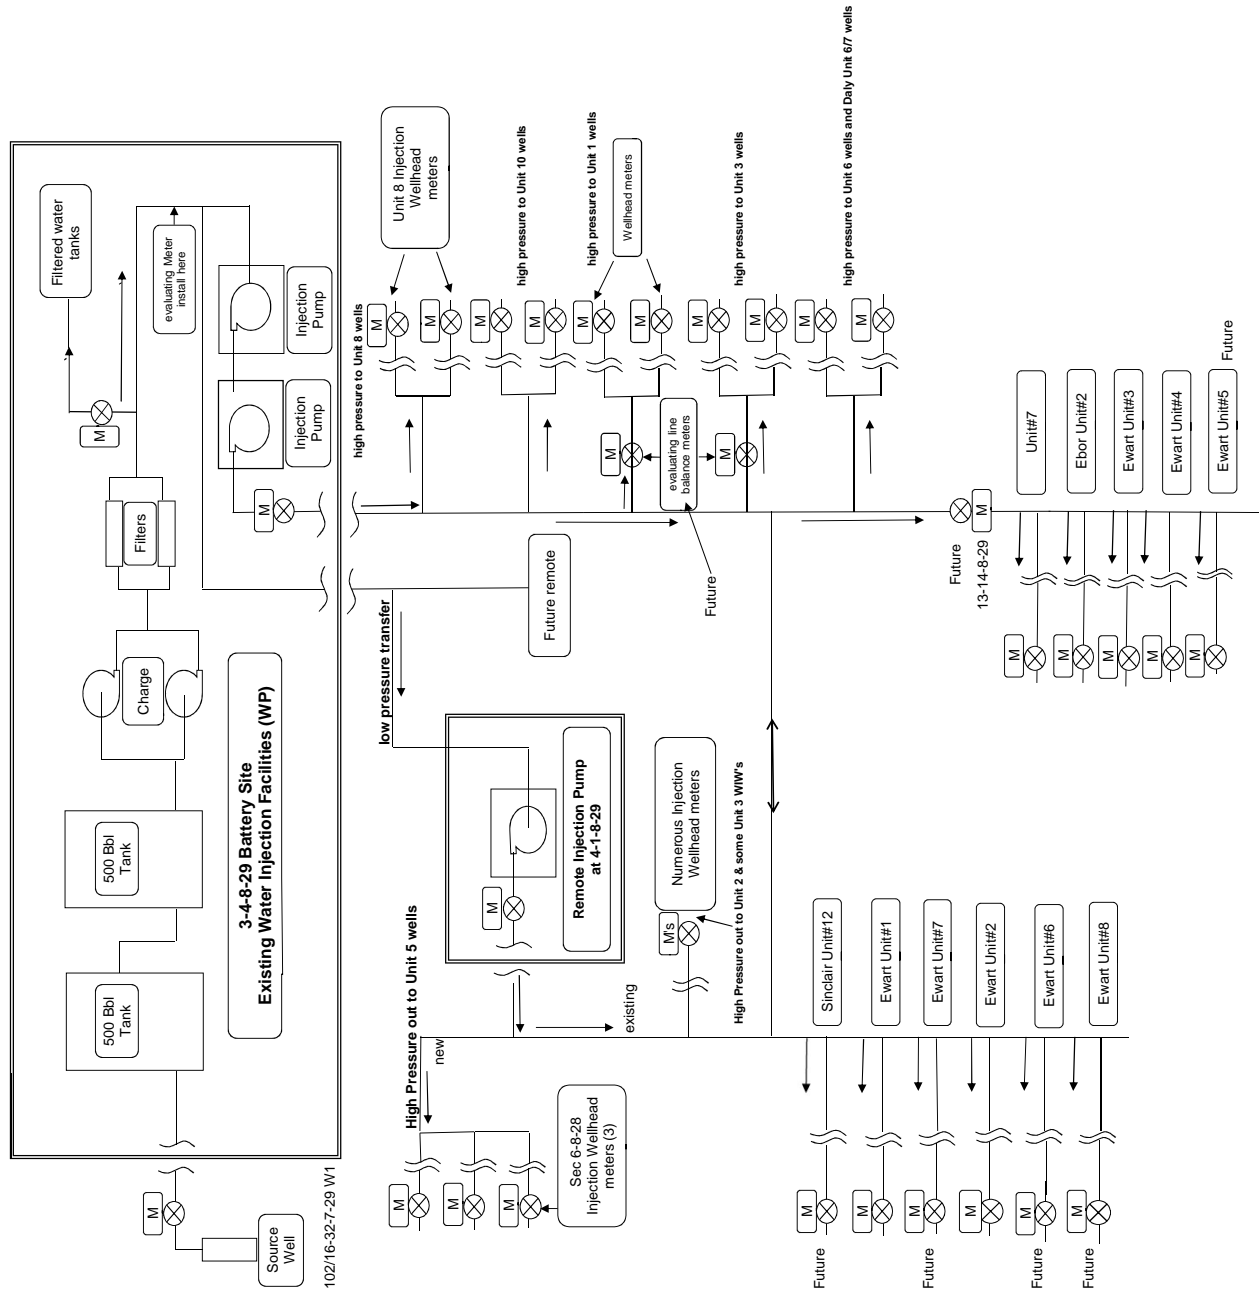 Source
Well
M
102/16-32-7-29 W1
500 Bbl
Tank
500 Bbl
Tank
Charge
Filters
M
Filtered water
tanks
evaluating Meter
install here
3-4-8-29 Battery Site
Existing Water Injection Facilities (WP)
M
Injection
Pump
Injection
Pump
high pressure to Unit 8 wells
M
M
Unit 8 Injection
Wellhead
meters
M
M
high pressure to Unit 10 wells
M
M
M
high pressure to Unit 1 wells
Wellhead meters
evaluating line
balance meters
Future
M
M
M
high pressure to Unit 3 wells
M
M
high pressure to Unit 6 wells and Daly Unit 6/7 wells
low pressure transfer
Future remote
M
Remote Injection Pump
at 4-1-8-29
High Pressure out to Unit 5 wells
new
existing
M
M
M
Sec 6-8-28
Injection Wellhead
meters (3)
M's
Numerous Injection
Wellhead meters
High Pressure out to Unit 2 & some Unit 3 WIW's
Future
13-14-8-29
M
M
Unit#7
M
Ebor Unit#2
M
Ewart Unit#3
M
Ewart Unit#4
M
Ewart Unit#5
Future
Future
M
Sinclair Unit#12
M
Ewart Unit#1
Future
M
Ewart Unit#7
M
Ewart Unit#2
Future
M
Ewart Unit#6
Future
M
Ewart Unit#8